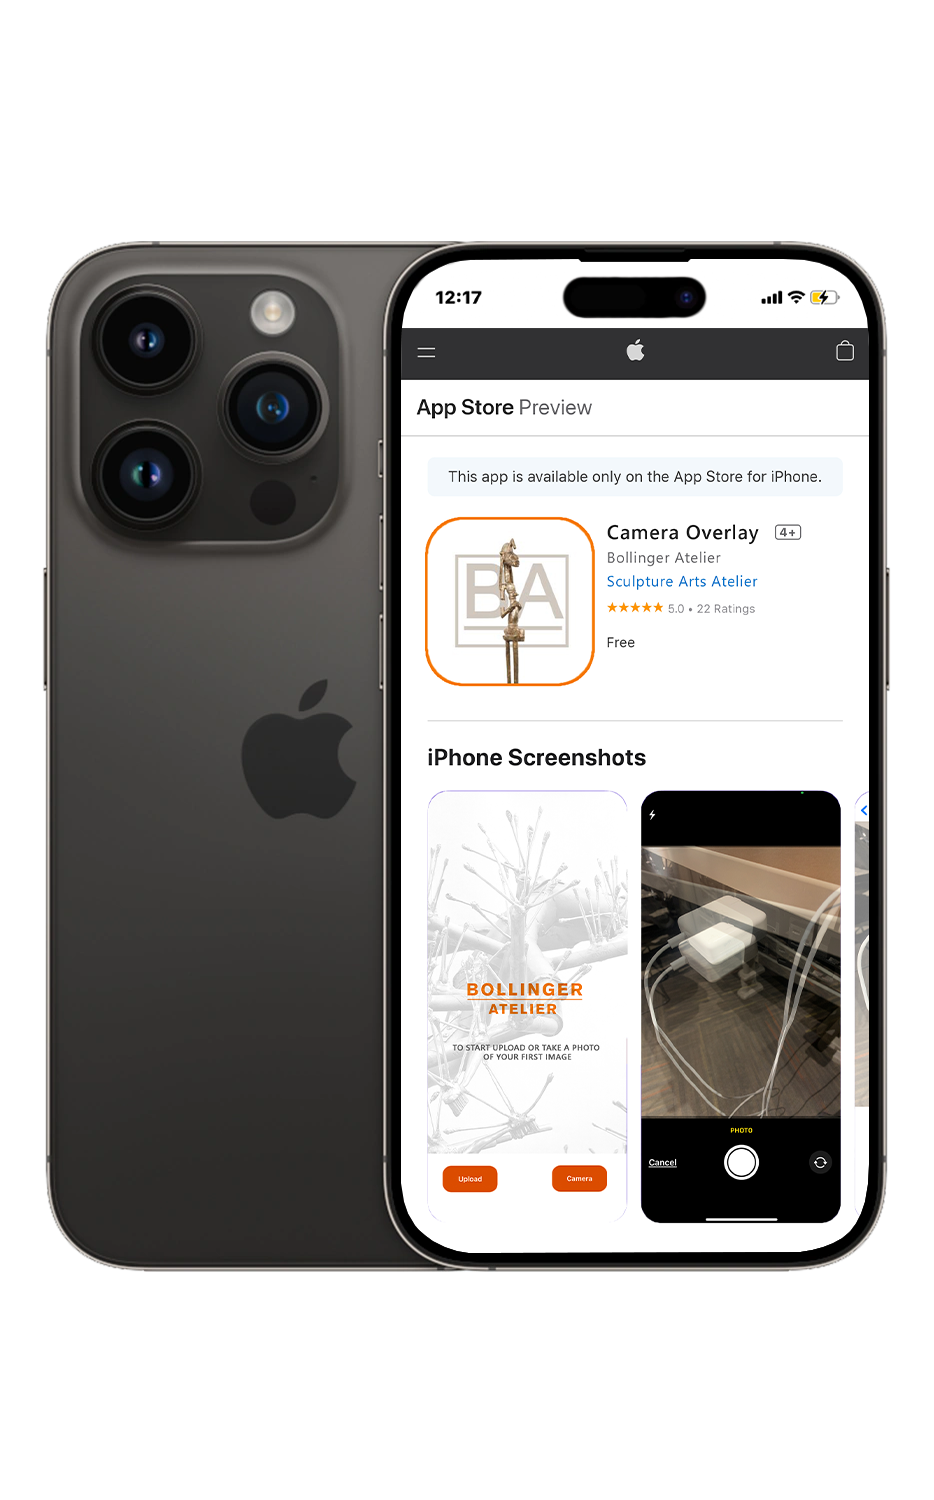 12:17
App Store Preview
This app is available only on the App Store for iPhone.
BA
Camera Overlay 4+
Bollinger Atelier
Sculpture Arts Atelier
★★★★★ 5.0 • 22 Ratings
Free
iPhone Screenshots
BOLLINGER
ATELIER
TO START UPLOAD OR TAKE A PHOTO
OF YOUR FIRST IMAGE
Upload
Camera
PHOTO
Cancel